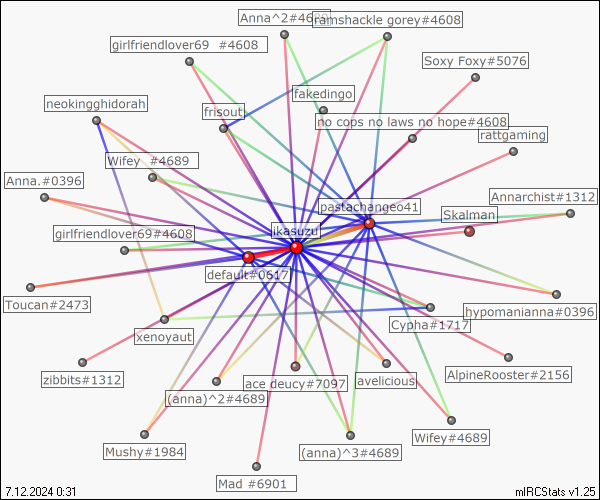 Anna^2#4689
ramshackle gorey#4608
girlfriendlover69 #4608
Soxy Foxy#5076
neokingghidorah
fakedingo
frisout
no cops no laws no hope#4608
rattgaming
Wifey #4689
Anna.#0396
Annarchist#1312
pastachangeo41
Skalman
girlfriendlover69#4608
ikasuzu
default#0617
Toucan#2473
hypomanianna#0396
Cypha#1717
xenoyaut
zibbits#1312
ace deucy#7097
avelicious
AlpineRooster#2156
(anna)^2#4689
Mushy#1984
(anna)^3#4689
Wifey#4689
Mad #6901
7.12.2024 0:31
mIRCStats v1.25